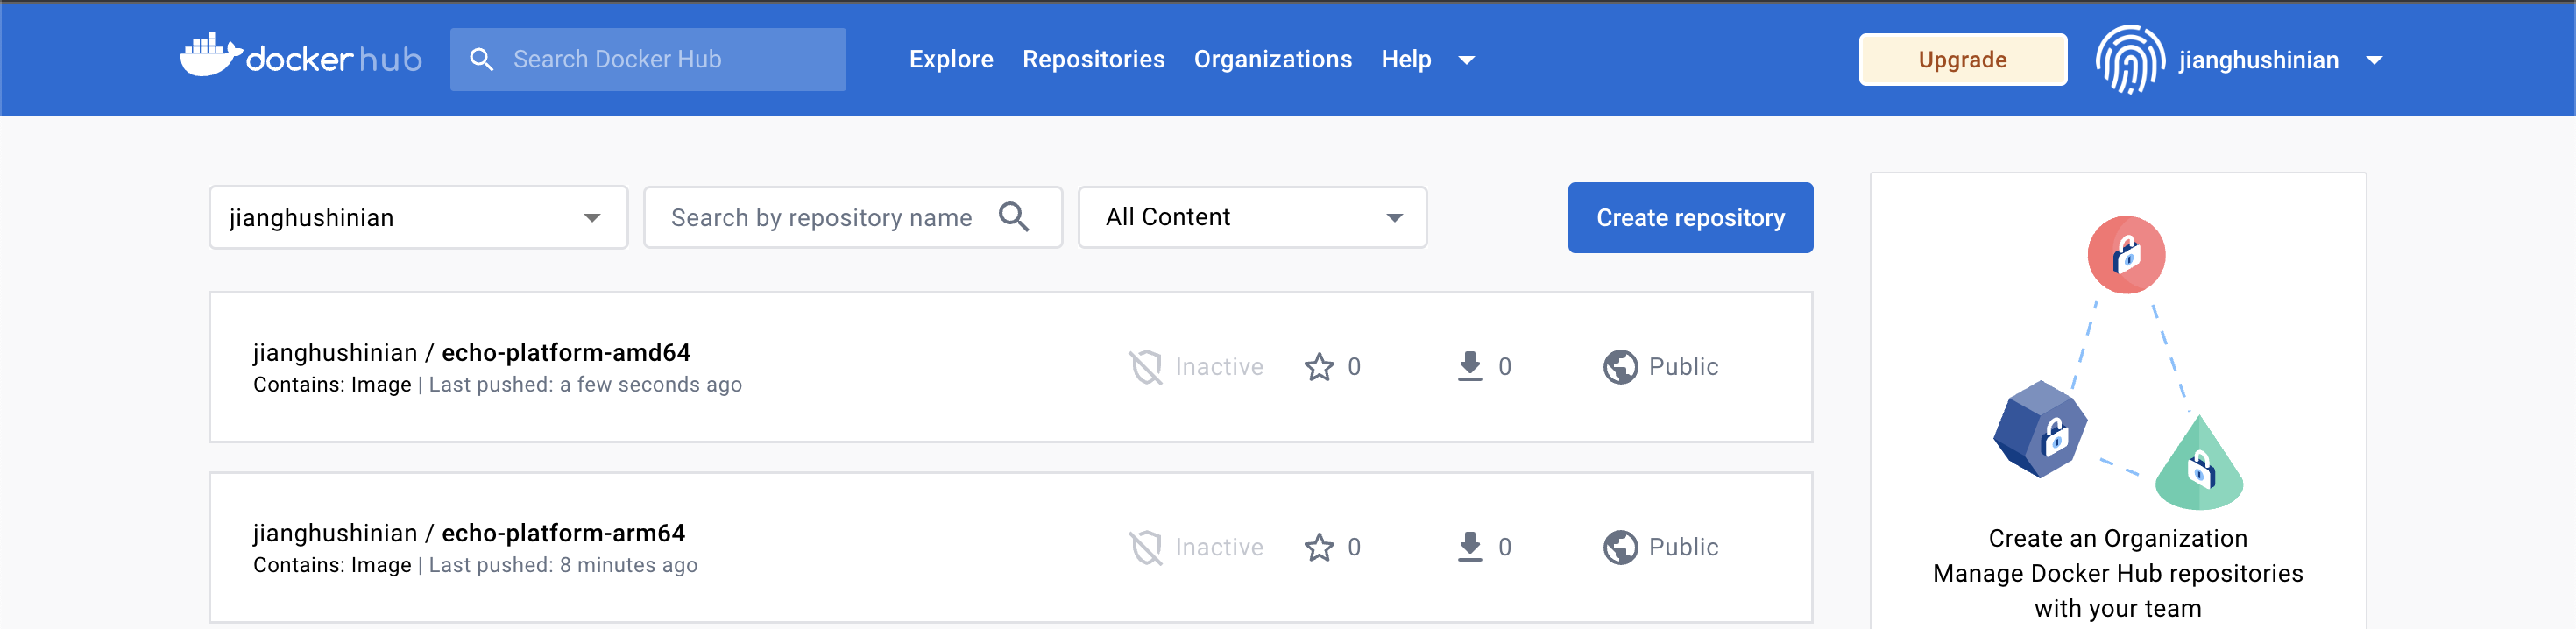 docker hub
Search Docker Hub
Explore Repositories Organizations Help
Upgrade
jianghushinian
jianghushinian
Search by repository name
All Content
Create repository
jianghushinian / echo-platform-amd64
Contains: Image | Last pushed: a few seconds ago
Inactive 0 0 Public
jianghushinian / echo-platform-arm64
Contains: Image | Last pushed: 8 minutes ago
Inactive 0 0 Public
Create an Organization
Manage Docker Hub repositories
with your team